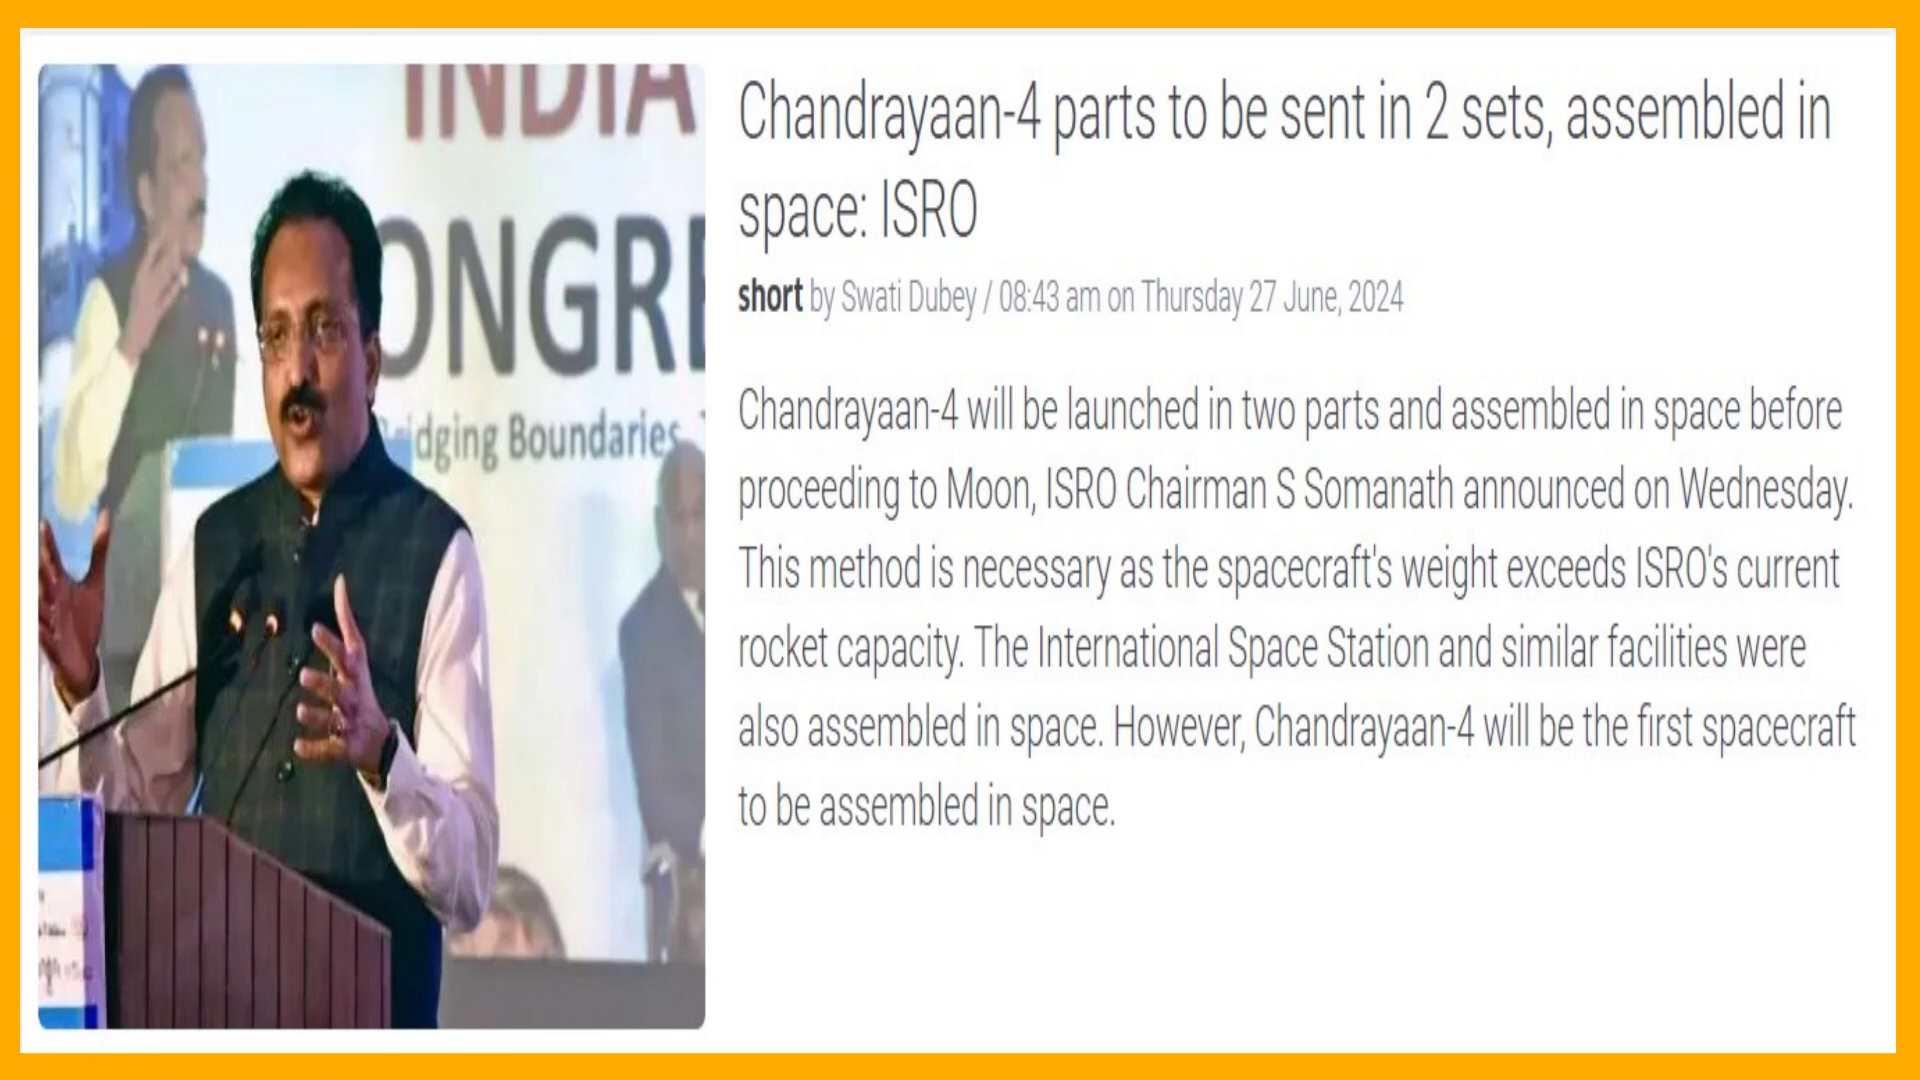 INDIA
ONGRE
idging Boundaries
Chandrayaan-4 parts to be sent in 2 sets, assembled in
space: ISRO
short by Swati Dubey / 08:43 am on Thursday 27 June, 2024
Chandrayaan-4 will be launched in two parts and assembled in space before
proceeding to Moon, ISRO Chairman S Somanath announced on Wednesday.
This method is necessary as the spacecraft's weight exceeds ISRO's current
rocket capacity. The International Space Station and similar facilities were
also assembled in space. However, Chandrayaan-4 will be the first spacecraft
to be assembled in space.